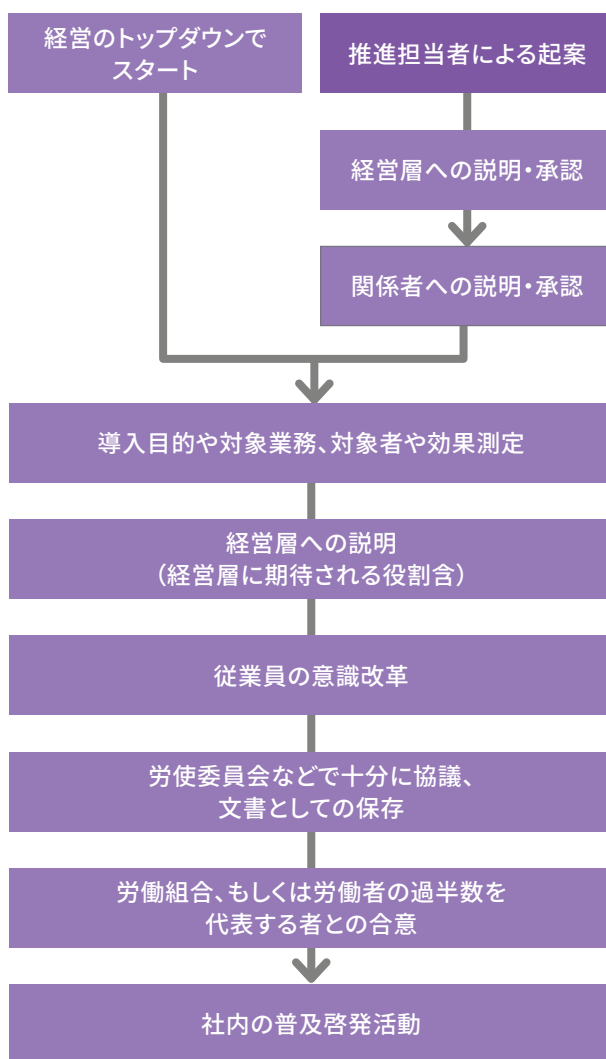 経営のトップダウンで
スタート
推進担当者による起案
経営層への説明・承認
関係者への説明・承認
導入目的や対象業務、対象者や効果測定
経営層への説明
（経営層に期待される役割含）
従業員の意識改革
労使委員会などで十分に協議、
文書としての保存
労働組合、もしくは労働者の過半数を
代表する者との合意
社内の普及啓発活動